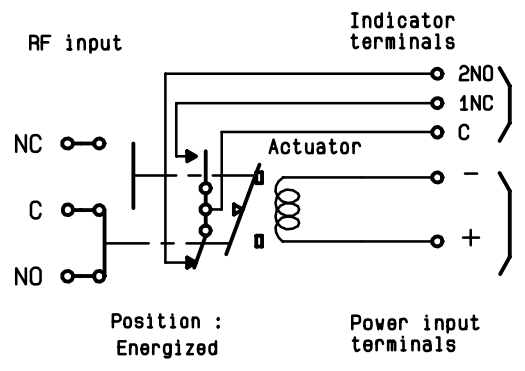 Indicator
terminals
RF input
2NO
1NC
C
NC
Actuator
−
C
+
NO
Position :
Energized
Power input
terminals